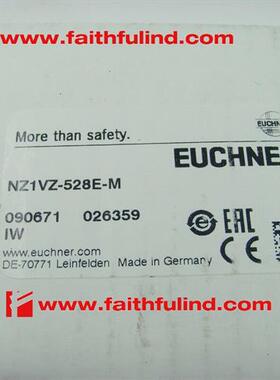 www.faithfulind.com
EUCHNER
More than safety.
EUCHNER
NZ1VZ-528E-M
090671 026359
IW
www.euchner.com
DE-70771 Leinfelden Made in Germany
CE
EAC
www.faithfulind.com